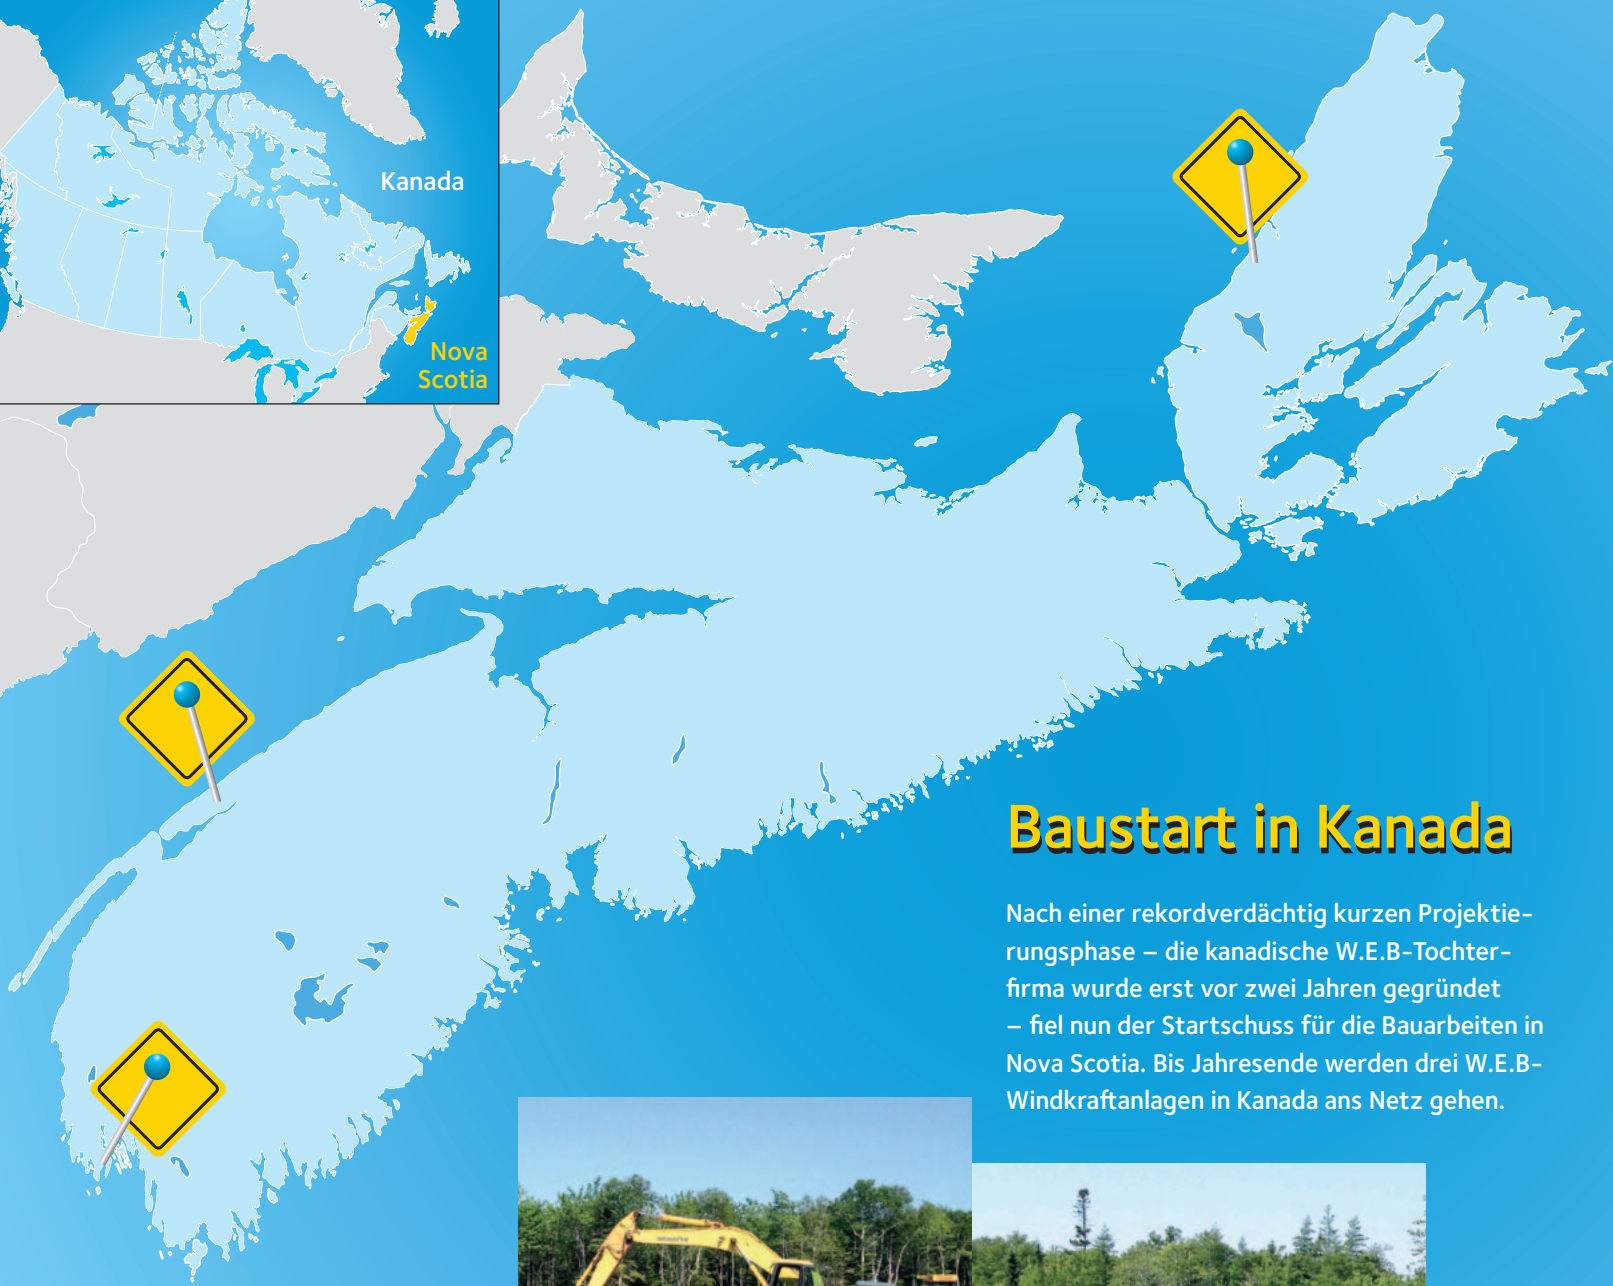 Kanada
Nova
Scotia
Baustart in Kanada
Nach einer rekordverdächtig kurzen Projektie-
rungsphase – die kanadische W.E.B-Tochter-
firma wurde erst vor zwei Jahren gegründet
– fiel nun der Startschuss für die Bauarbeiten in
Nova Scotia. Bis Jahresende werden drei W.E.B-
Windkraftanlagen in Kanada ans Netz gehen.